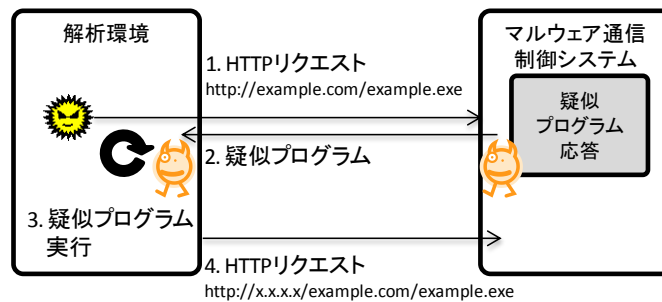 解析環境
マルウェア通信
制御システム
1. HTTPリクエスト
http://example.com/example.exe
疑似
プログラム
応答
2. 疑似プログラム
3. 疑似プログラム
実行
4. HTTPリクエスト
http://x.x.x.x/example.com/example.exe